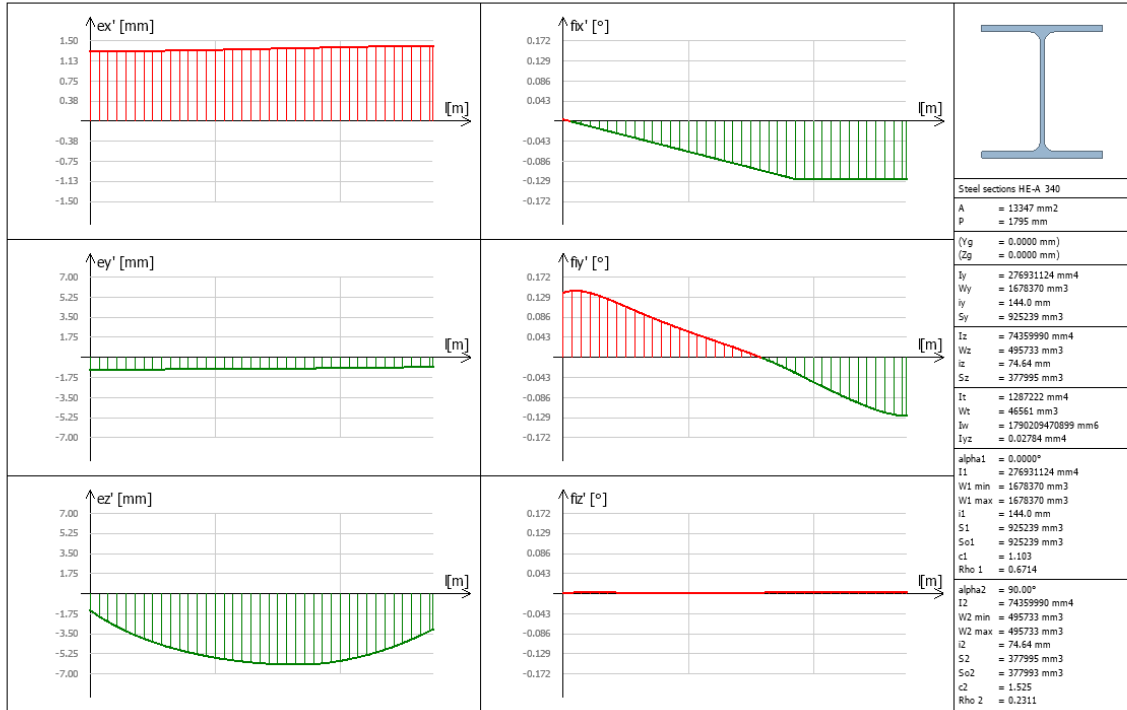 ex' [mm]
1.50
1.13
0.75
0.38
l[m]
-0.38
-0.75
-1.13
-1.50
fix' [°]
0.172
0.129
0.086
0.043
l[m]
-0.043
-0.086
-0.129
-0.172
ey' [mm]
7.00
5.25
3.50
1.75
l[m]
-1.75
-3.50
-5.25
-7.00
fiy' [°]
0.172
0.129
0.086
0.043
l[m]
-0.043
-0.086
-0.129
-0.172
ez' [mm]
7.00
5.25
3.50
1.75
l[m]
-1.75
-3.50
-5.25
-7.00
fiz' [°]
0.172
0.129
0.086
0.043
l[m]
-0.043
-0.086
-0.129
-0.172
Steel sections HE-A 340
A = 13347 mm2
P = 1795 mm
(Yg = 0.0000 mm)
(Zg = 0.0000 mm)
Iy = 276931124 mm4
Wy = 1678370 mm3
iy = 144.0 mm
Sy = 925239 mm3
Iz = 74359990 mm4
Wz = 495733 mm3
iz = 74.64 mm
Sz = 377995 mm3
It = 1287222 mm4
Wt = 46561 mm3
Iw = 1790209470899 mm6
Iyz = 0.02784 mm4
alpha1 = 0.0000°
I1 = 276931124 mm4
W1 min = 1678370 mm3
W1 max = 1678370 mm3
i1 = 144.0 mm
S1 = 925239 mm3
So1 = 925239 mm3
c1 = 1.103
Rho 1 = 0.6714
alpha2 = 90.00°
I2 = 74359990 mm4
W2 min = 495733 mm3
W2 max = 495733 mm3
i2 = 74.64 mm
S2 = 377995 mm3
So2 = 377993 mm3
c2 = 1.525
Rho 2 = 0.2311